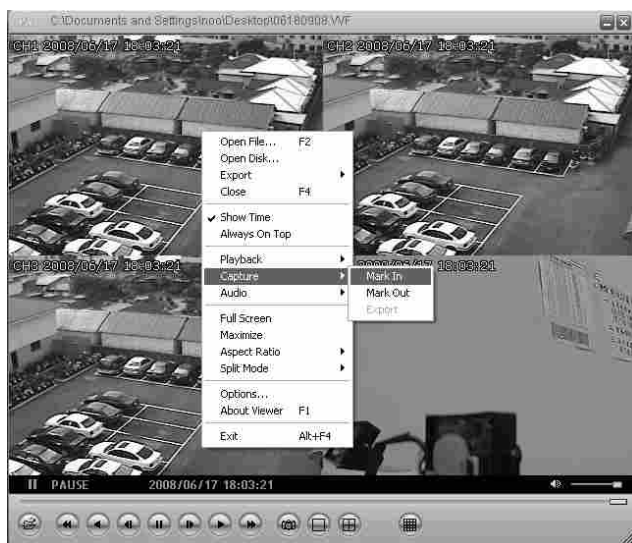 C:\Documents and Settings\noo\Desktop\06180908.VVF
CH1 2008/06/17 18:03:21
CH2 2008/06/17 18:03:21
Open File... F2
Open Disk...
Export
Close F4
Show Time
Always On Top
Playback
CH3 2008/06/17 18:03:21
18:03:21
Capture
Mark In
Audio
Mark Out
Export
Full Screen
Maximize
Aspect Ratio
Split Mode
Options...
About Viewer F1
Exit Alt+F4
PAUSE 2008/06/17 18:03:21